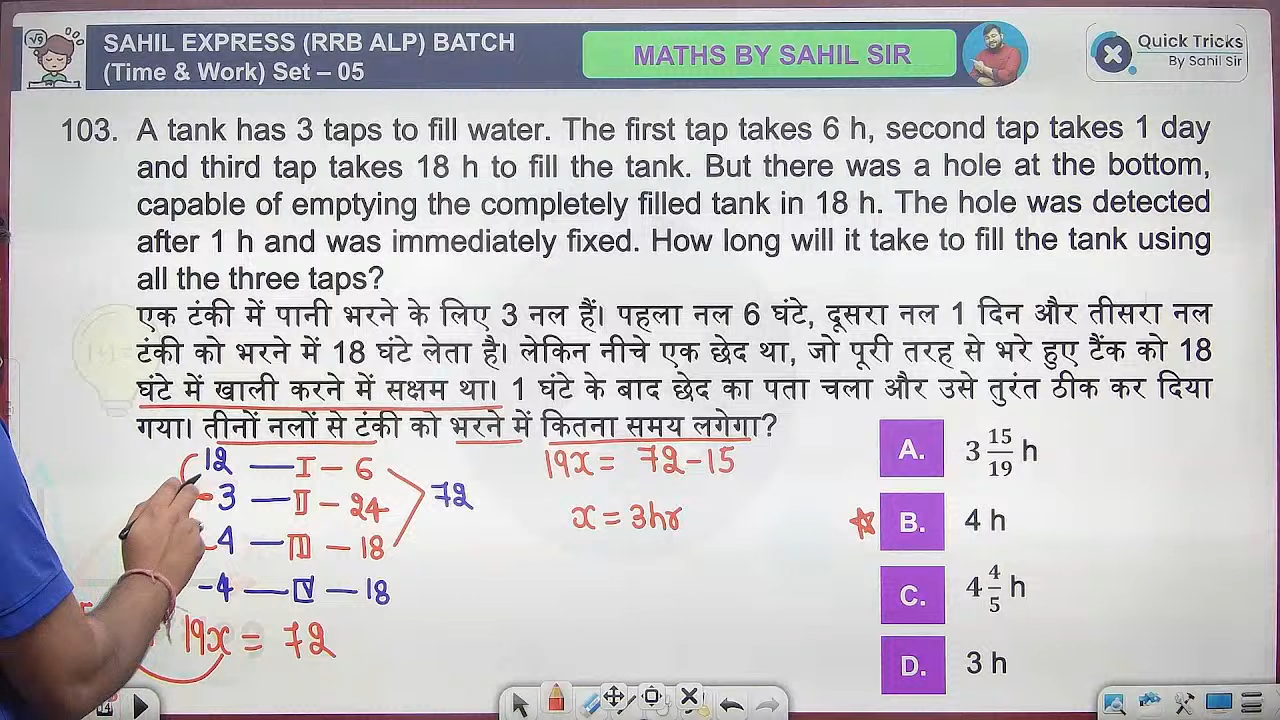 SAHIL EXPRESS (RRB ALP) BATCH
(Time & Work) Set – 05
MATHS BY SAHIL SIR
Quick Tricks
By Sahil Sir
103. A tank has 3 taps to fill water. The first tap takes 6 h, second tap takes 1 day
and third tap takes 18 h to fill the tank. But there was a hole at the bottom,
capable of emptying the completely filled tank in 18 h. The hole was detected
after 1 h and was immediately fixed. How long will it take to fill the tank using
all the three taps?
एक टंकी में पानी भरने के लिए 3 नल हैं। पहला नल 6 घंटे, दूसरा नल 1 दिन और तीसरा नल
टंकी को भरने में 18 घंटे लेता है। लेकिन नीचे एक छेद था, जो पूरी तरह से भरे हुए टैंक को 18
घंटे में खाली करने में सक्षम था। 1 घंटे के बाद छेद का पता चला और उसे तुरंत ठीक कर दिया
गया। तीनों नलों से टंकी को भरने में कितना समय लगेगा?
12 — I – 6
3 — II – 24
4 — III – 18
72
-4 — IV – 18
19x = 72
19x = 72-15
x = 3hr
A. 3 15/19 h
B. 4 h
C. 4 4/5 h
D. 3 h